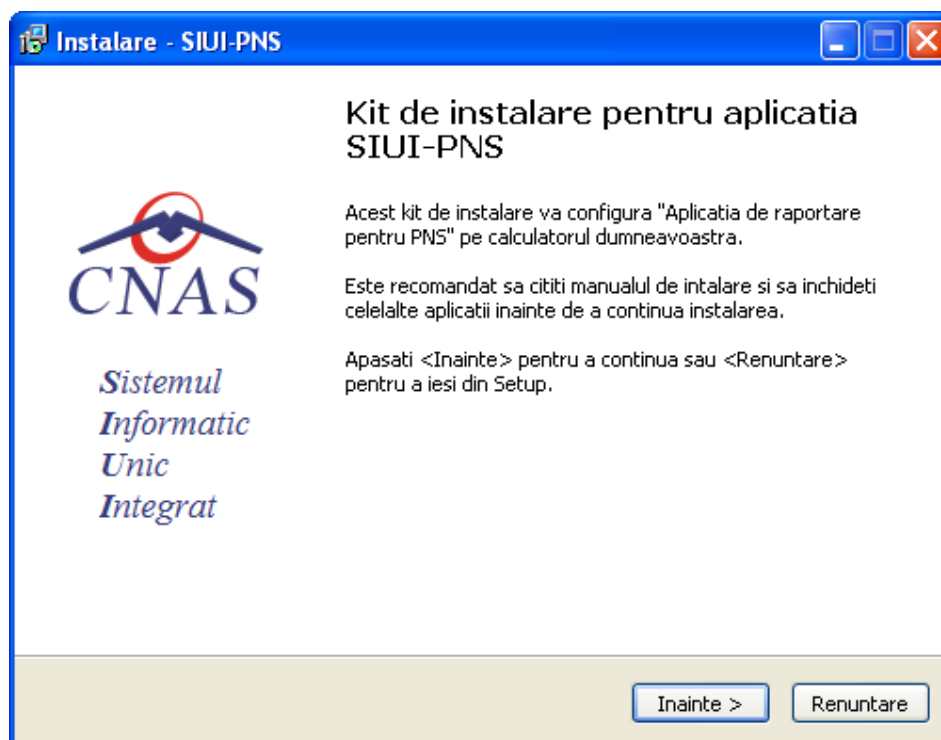 Instalare - SIUI-PNS
Kit de instalare pentru aplicatia
SIUI-PNS
Acest kit de instalare va configura "Aplicatia de raportare
pentru PNS" pe calculatorul dumneavoastra.
Este recomandat sa cititi manualul de intalare si sa inchideti
celelalte aplicatii inainte de a continua instalarea.
Apasati <Inainte> pentru a continua sau <Renuntare>
pentru a iesi din Setup.
CNAS
Sistemul
Informatic
Unic
Integrat
Inainte >
Renuntare